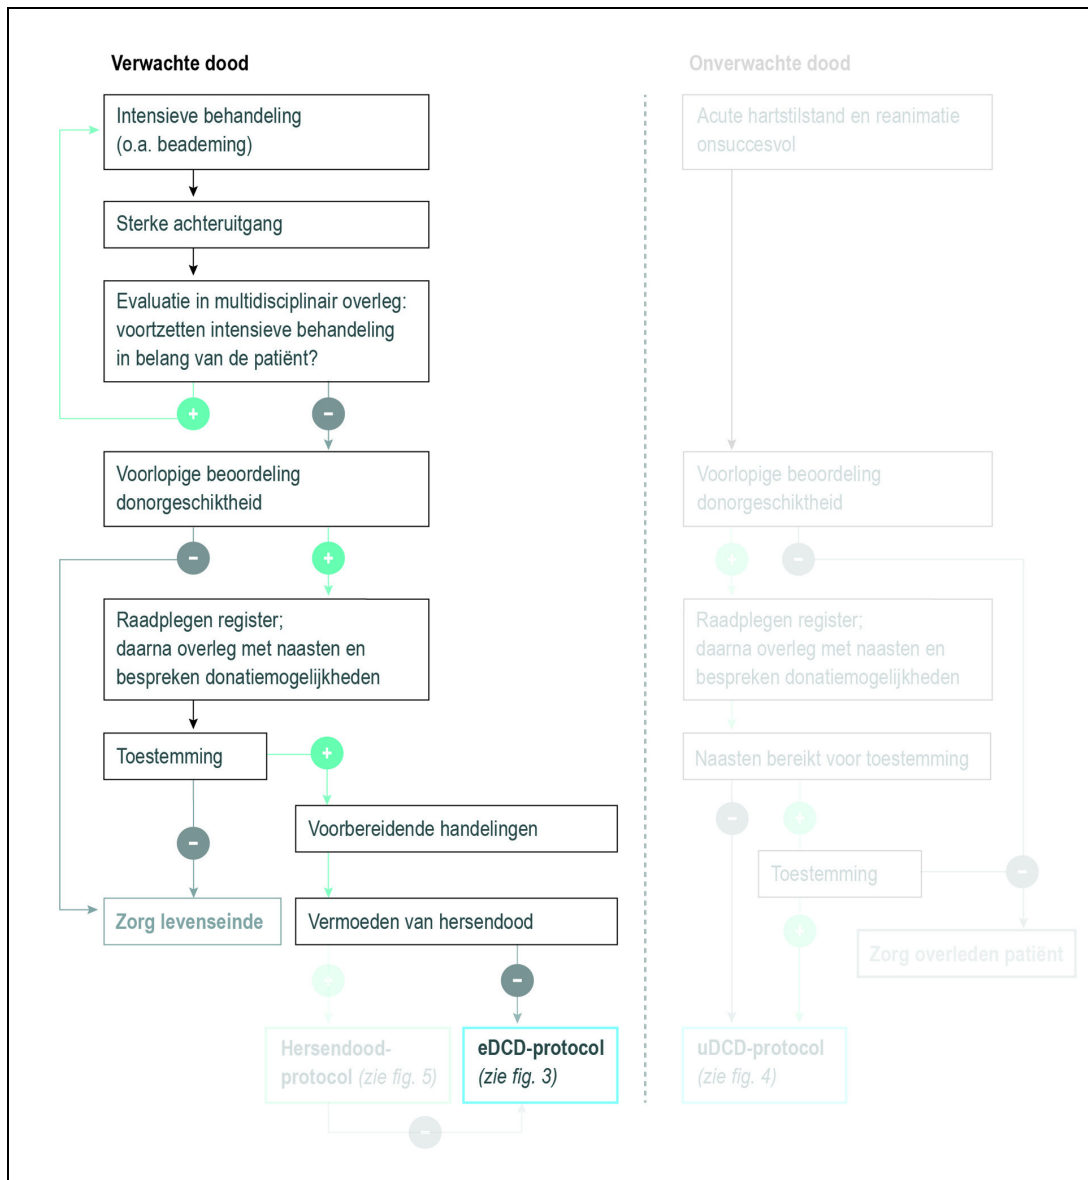 Verwachte dood
Intensieve behandeling
(o.a. beademing)
Sterke achteruitgang
Evaluatie in multidisciplinair overleg:
voortzetten intensieve behandeling
in belang van de patiënt?
+
–
Voorlopige beoordeling
donorgeschiktheid
–
+
Raadplegen register;
daarna overleg met naasten en
bespreken donatiemogelijkheden
Toestemming
+
–
Voorbereidende handelingen
Zorg levenseinde
Vermoeden van hersendood
+
–
Hersendood-
protocol (zie fig. 5)
eDCD-protocol
(zie fig. 3)
–
Onverwachte dood
Acute hartstilstand en reanimatie
onsuccesvol
Voorlopige beoordeling
donorgeschiktheid
+
–
Raadplegen register;
daarna overleg met naasten en
bespreken donatiemogelijkheden
Naasten bereikt voor toestemming
–
+
Toestemming
–
+
Zorg overleden patiënt
uDCD-protocol
(zie fig. 4)